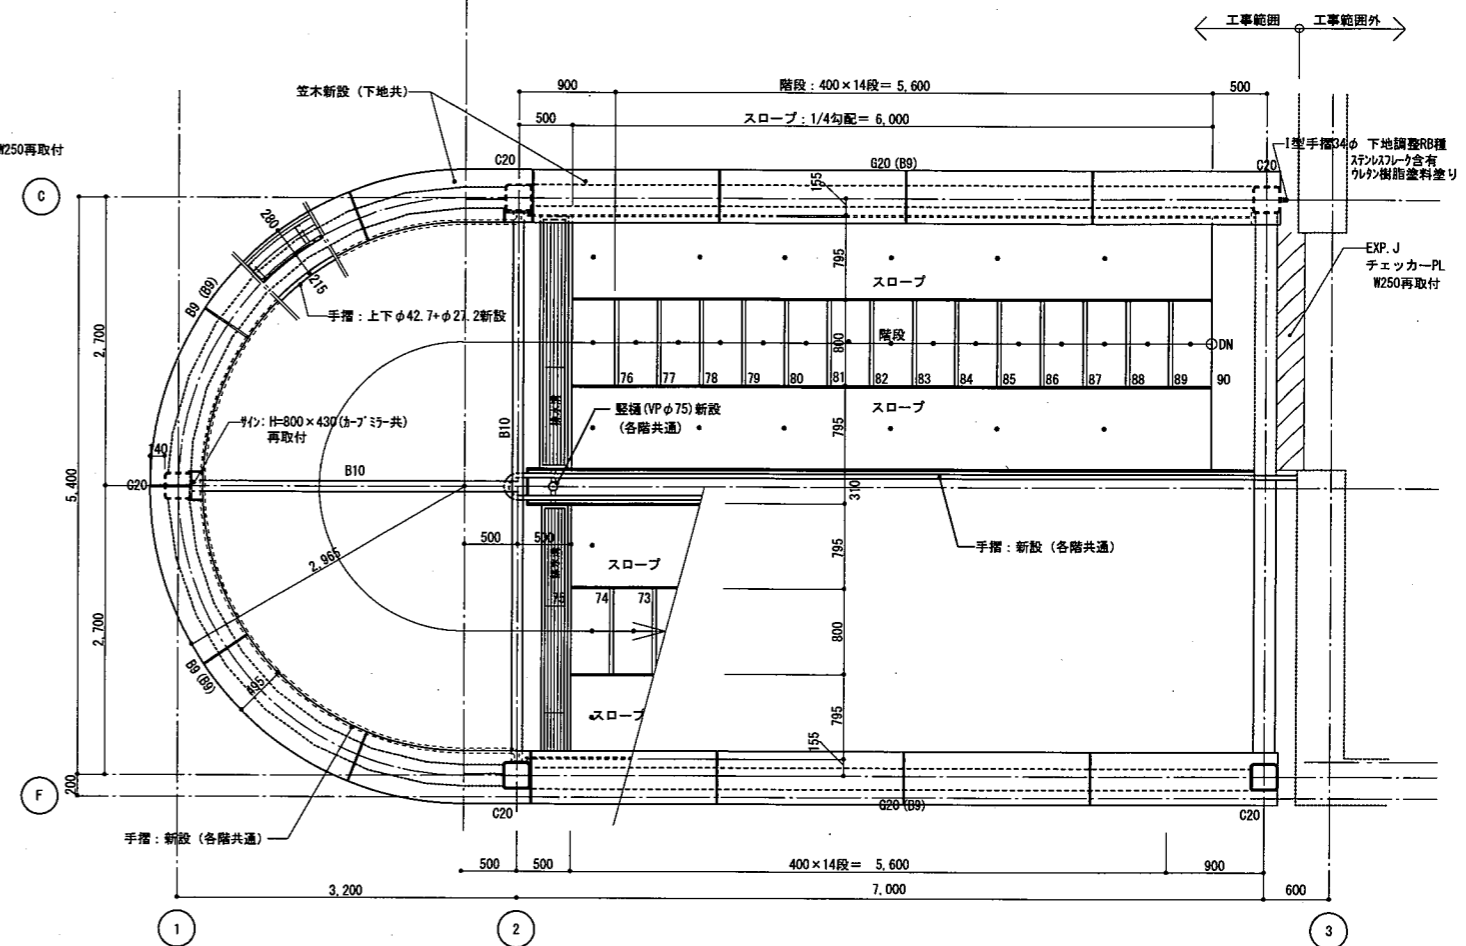 工事範囲
工事範囲外
900
階段：400×14段= 5,600
500
笠木新設（下地共）
500
スロープ：1/4勾配= 6,000
W250再取付
C20
G20 (B9)
C20
I型手摺34φ 下地調整RB種
ステンレスフレーク含有
ウレタン樹脂塗料塗り
C
155
280
215
795
スロープ
EXP.J
チェッカーPL
W250再取付
B9 (B9)
手摺：上下φ42.7+φ27.2新設
2,700
階段
800
DN
76
77
78
79
80
81
82
83
84
85
86
87
88
89
90
スロープ
竪樋(VPφ75)新設
(各階共通)
サイン：H=800×430(カーブミラー共)
再取付
B10
795
140
B10
C20
5,400
310
500
500
手摺：新設（各階共通）
2,965
795
スロープ
75
74
73
2,700
800
B9 (B9)
495
スロープ
795
155
200
F
G20 (B9)
C20
C20
手摺：新設（各階共通）
500
500
400×14段= 5,600
900
3,200
7,000
600
1
2
3